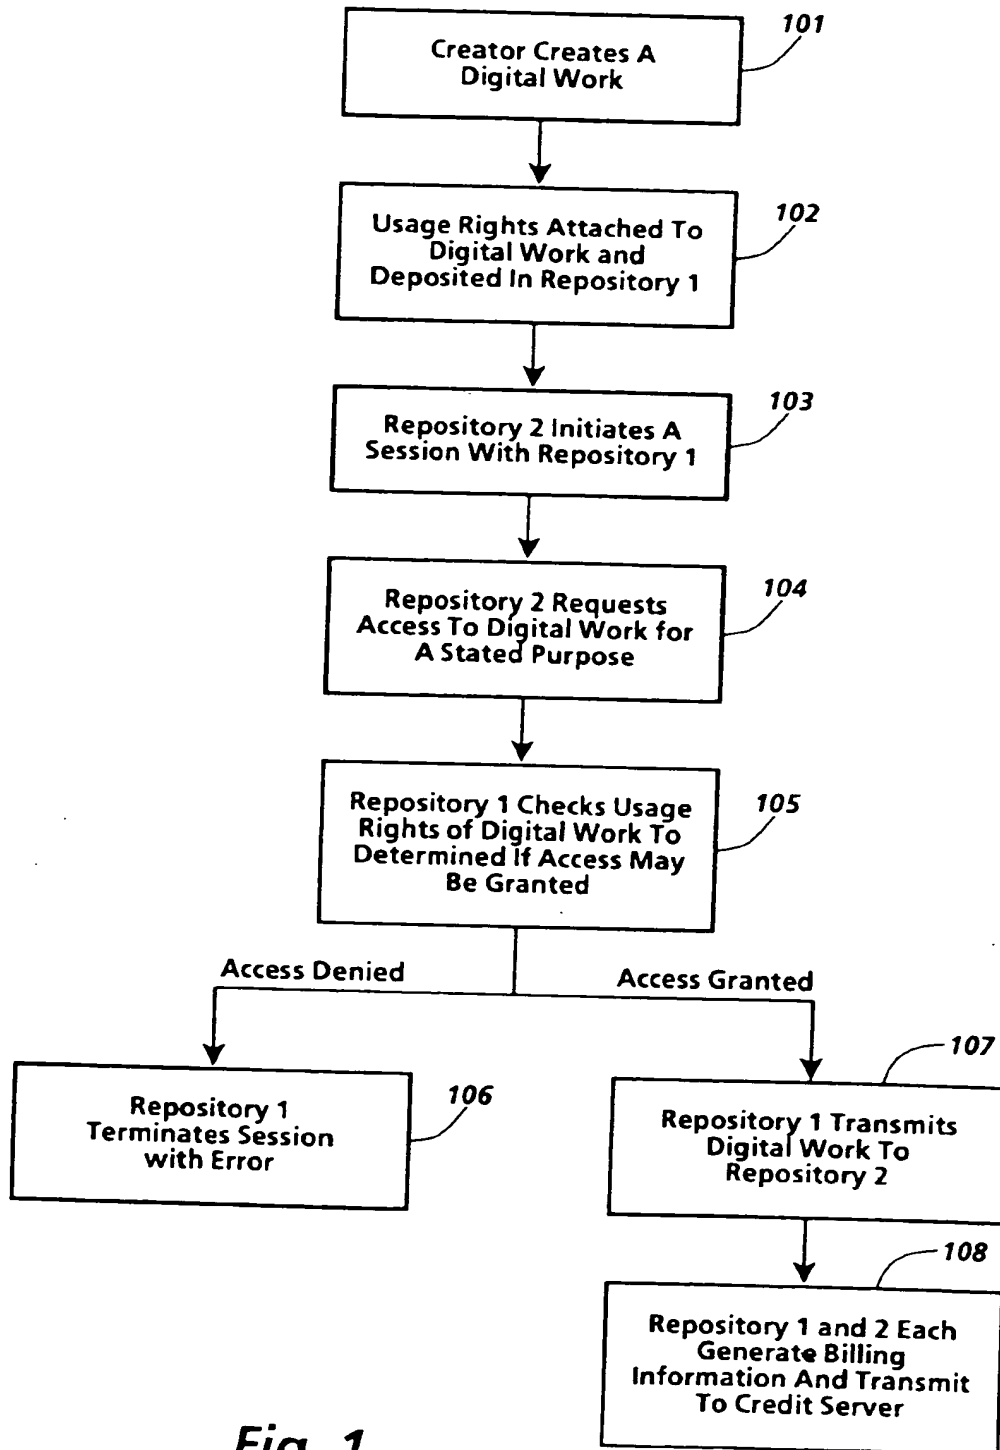 101
Creator Creates A
Digital Work
102
Usage Rights Attached To
Digital Work and
Deposited In Repository 1
103
Repository 2 Initiates A
Session With Repository 1
104
Repository 2 Requests
Access To Digital Work for
A Stated Purpose
105
Repository 1 Checks Usage
Rights of Digital Work To
Determined If Access May
Be Granted
Access Denied
Access Granted
106
Repository 1
Terminates Session
with Error
107
Repository 1 Transmits
Digital Work To
Repository 2
108
Repository 1 and 2 Each
Generate Billing
Information And Transmit
To Credit Server
Fig. 1